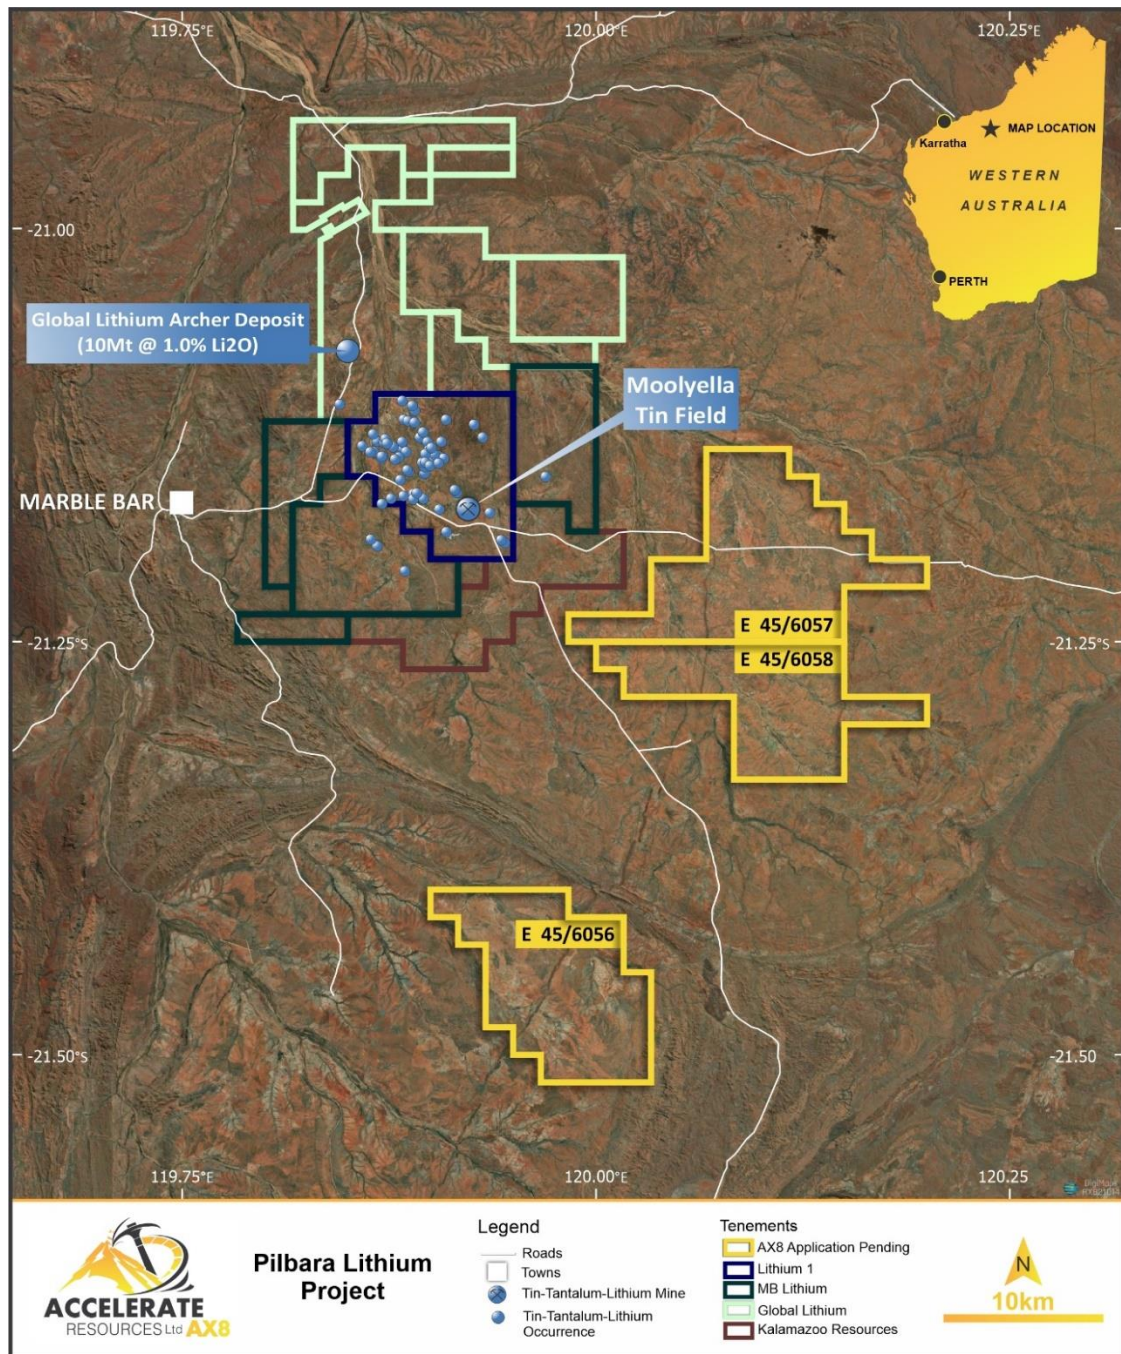 119.75°E
120.00°E
120.25°E
Karratha
MAP LOCATION
WESTERN
AUSTRALIA
PERTH
-21.00
Global Lithium Archer Deposit
(10Mt @ 1.0% Li2O)
Moolyella
Tin Field
MARBLE BAR
E 45/6057
-21.25°S
-21.25°S
E 45/6058
E 45/6056
-21.50°S
-21.50
119.75°E
120.00°E
120.25
ACCELERATE
RESOURCES Ltd AX8
Pilbara Lithium
Project
Legend
Roads
Towns
Tin-Tantalum-Lithium Mine
Tin-Tantalum-Lithium
Occurrence
Tenements
AX8 Application Pending
Lithium 1
MB Lithium
Global Lithium
Kalamazoo Resources
N
10km